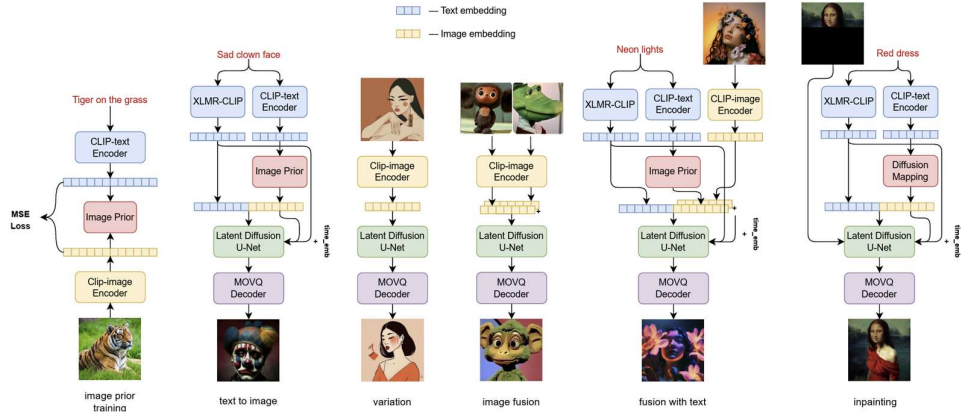 — Text embedding
— Image embedding
Tiger on the grass
CLIP-text
Encoder
MSE
Loss
Image Prior
Clip-image
Encoder
image prior
training
Sad clown face
XLMR-CLIP
CLIP-text
Encoder
Image Prior
Latent Diffusion
U-Net
+
time_emb
MOVQ
Decoder
text to image
Clip-image
Encoder
Latent Diffusion
U-Net
MOVQ
Decoder
variation
Clip-image
Encoder
+
Latent Diffusion
U-Net
MOVQ
Decoder
image fusion
Neon lights
XLMR-CLIP
CLIP-text
Encoder
CLIP-image
Encoder
Image Prior
+
Latent Diffusion
U-Net
+
time_emb
MOVQ
Decoder
fusion with text
Red dress
XLMR-CLIP
CLIP-text
Encoder
Diffusion
Mapping
Latent Diffusion
U-Net
+
time_emb
MOVQ
Decoder
inpainting